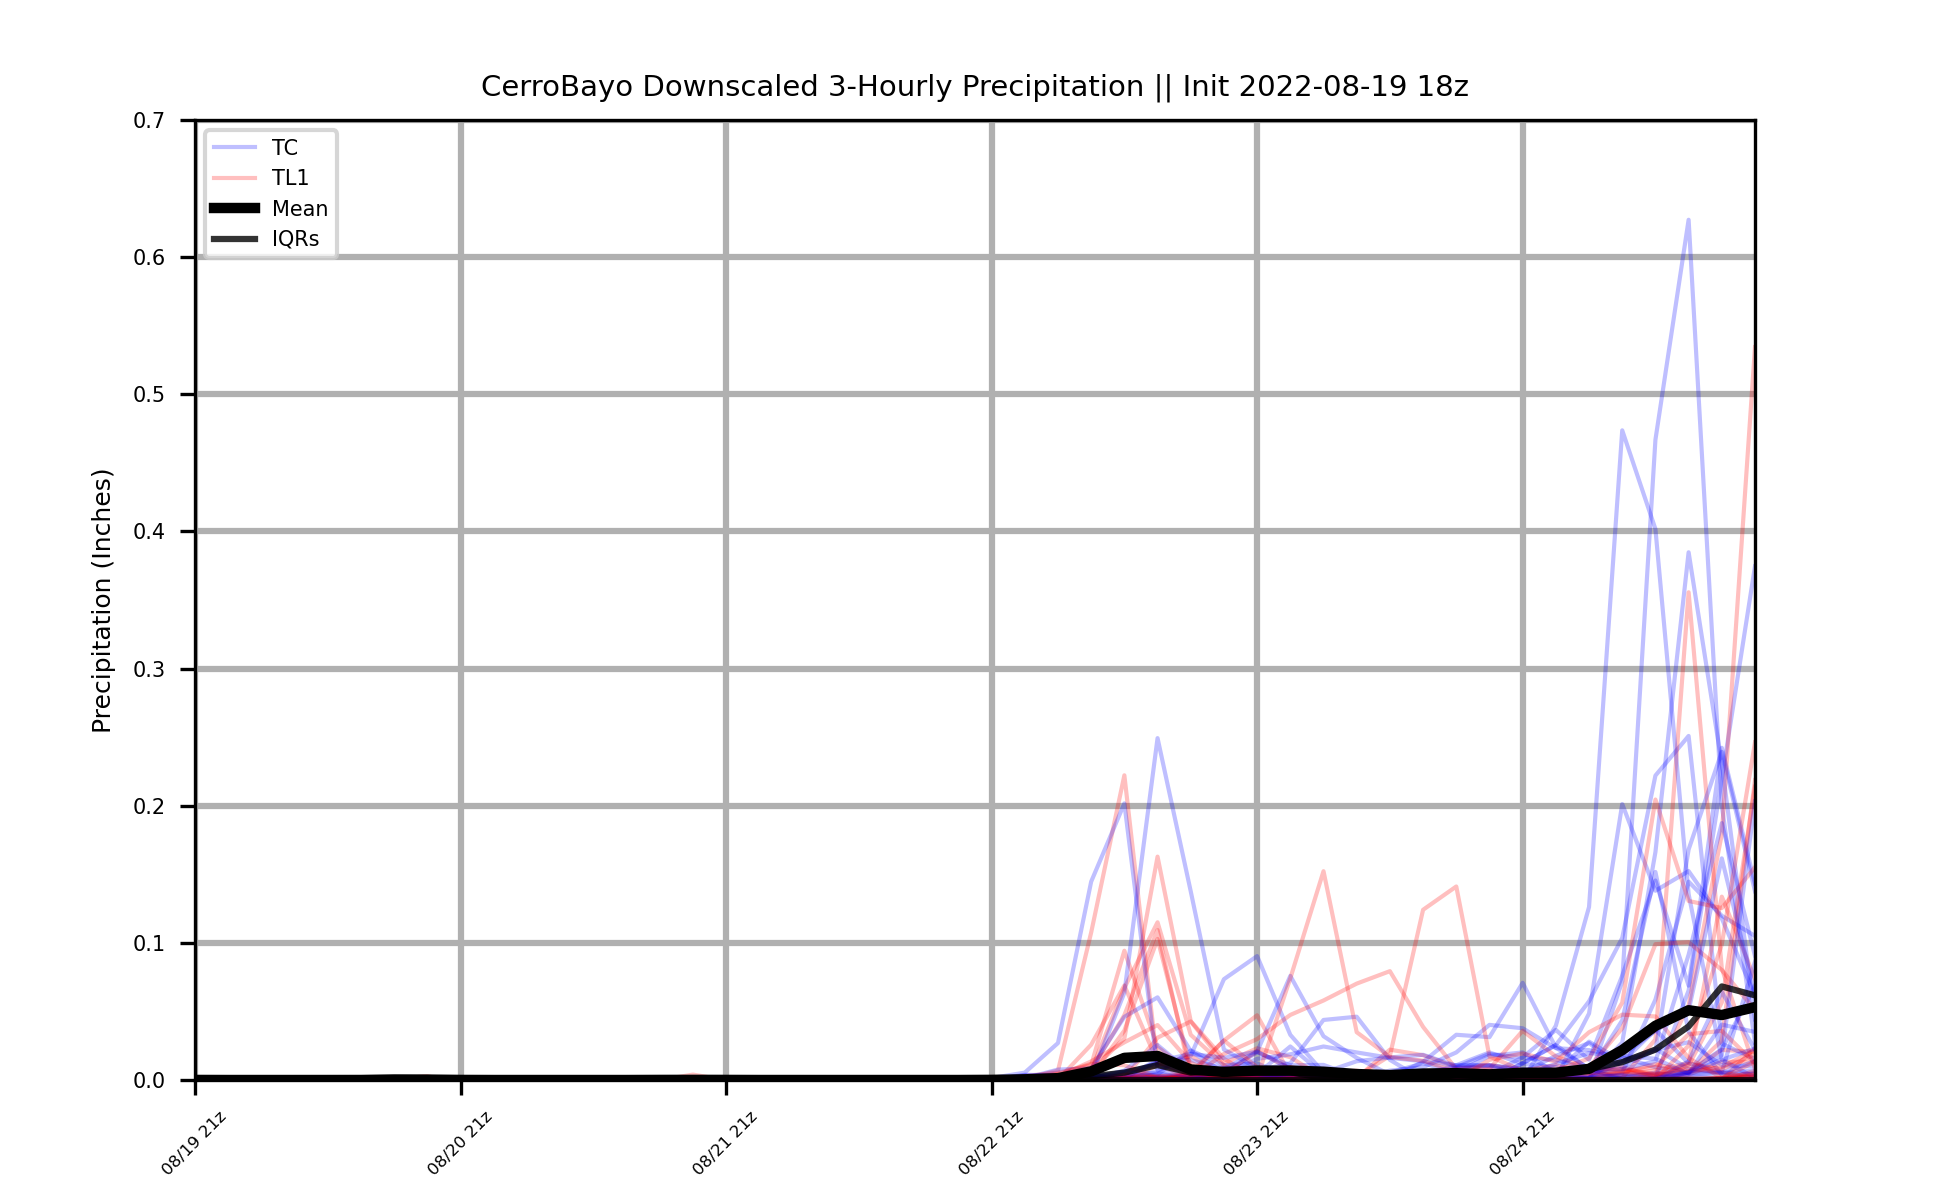 CerroBayo Downscaled 3-Hourly Precipitation || Init 2022-08-19 18z
TC
TL1
Mean
IQRs
Precipitation (Inches)
0.7
0.6
0.5
0.4
0.3
0.2
0.1
0.0
08/19 21z
08/20 21z
08/21 21z
08/22 21z
08/23 21z
08/24 21z